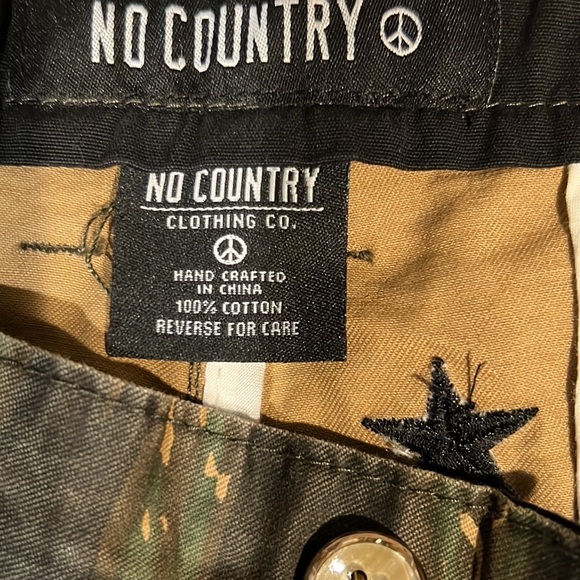 NO COUNTRY
NO COUNTRY
CLOTHING CO.
HAND CRAFTED
IN CHINA
100% COTTON
REVERSE FOR CARE